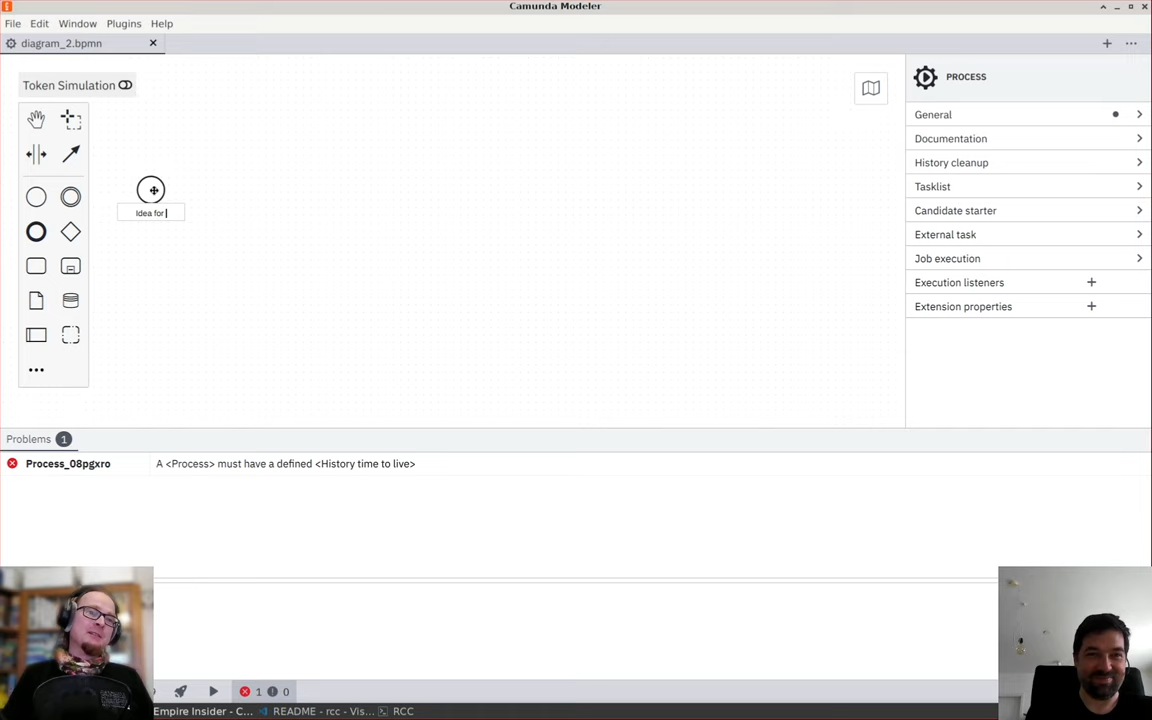 Camunda Modeler
File Edit Window Plugins Help
diagram_2.bpmn
Token Simulation
Idea for
PROCESS
General
Documentation
History cleanup
Tasklist
Candidate starter
External task
Job execution
Execution listeners
Extension properties
Problems 1
Process_08pgxro A <Process> must have a defined <History time to live>
1 0
Empire Insider - C... README - rcc - Vis... RCC